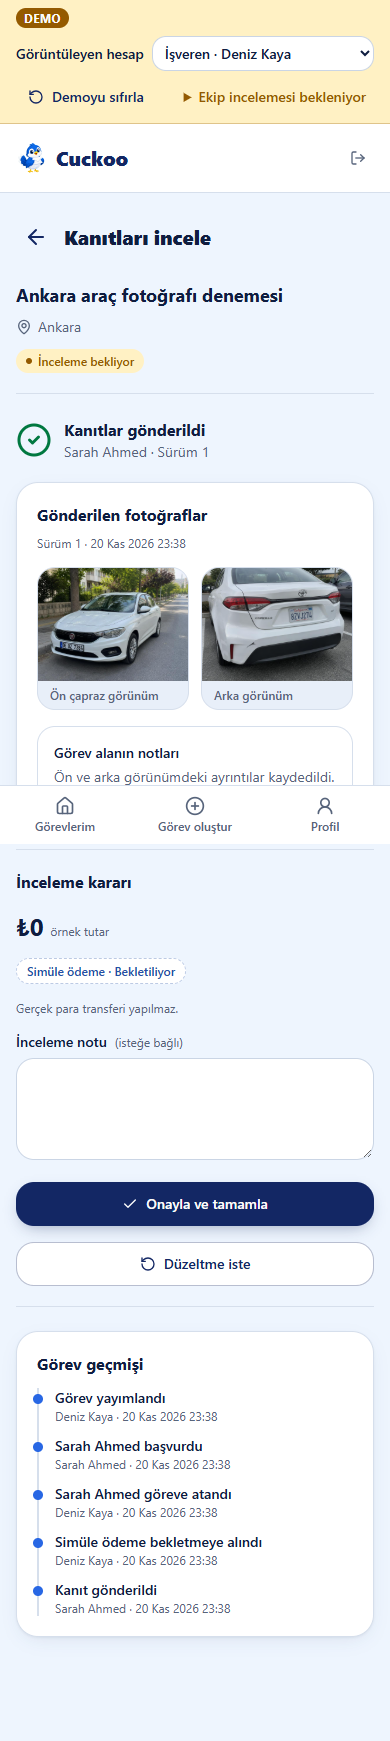 DEMO
Görüntüleyen hesap
İşveren · Deniz Kaya
Demoyu sıfırla
Ekip incelemesi bekleniyor
Cuckoo
Kanıtları incele
Ankara araç fotoğrafı denemesi
Ankara
İnceleme bekliyor
Kanıtlar gönderildi
Sarah Ahmed · Sürüm 1
Gönderilen fotoğraflar
Sürüm 1 · 20 Kas 2026 23:38
Ön çapraz görünüm
Arka görünüm
Görev alanın notları
Ön ve arka görünümdeki ayrıntılar kaydedildi.
Görevlerim
Görev oluştur
Profil
İnceleme kararı
₺0 örnek tutar
Simüle ödeme · Bekletiliyor
Gerçek para transferi yapılmaz.
İnceleme notu (isteğe bağlı)
Onayla ve tamamla
Düzeltme iste
Görev geçmişi
Görev yayımlandı
Deniz Kaya · 20 Kas 2026 23:38
Sarah Ahmed başvurdu
Sarah Ahmed · 20 Kas 2026 23:38
Sarah Ahmed göreve atandı
Deniz Kaya · 20 Kas 2026 23:38
Simüle ödeme bekletmeye alındı
Deniz Kaya · 20 Kas 2026 23:38
Kanıt gönderildi
Sarah Ahmed · 20 Kas 2026 23:38